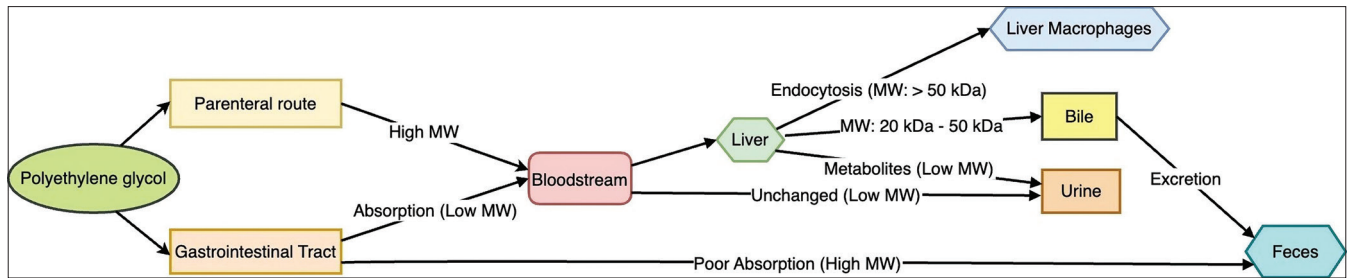 Liver Macrophages
Endocytosis (MW: > 50 kDa)
Parenteral route
High MW
MW: 20 kDa - 50 kDa
Bile
Liver
Polyethylene glycol
Bloodstream
Metabolites (Low MW)
Urine
Excretion
Unchanged (Low MW)
Absorption (Low MW)
Gastrointestinal Tract
Poor Absorption (High MW)
Feces